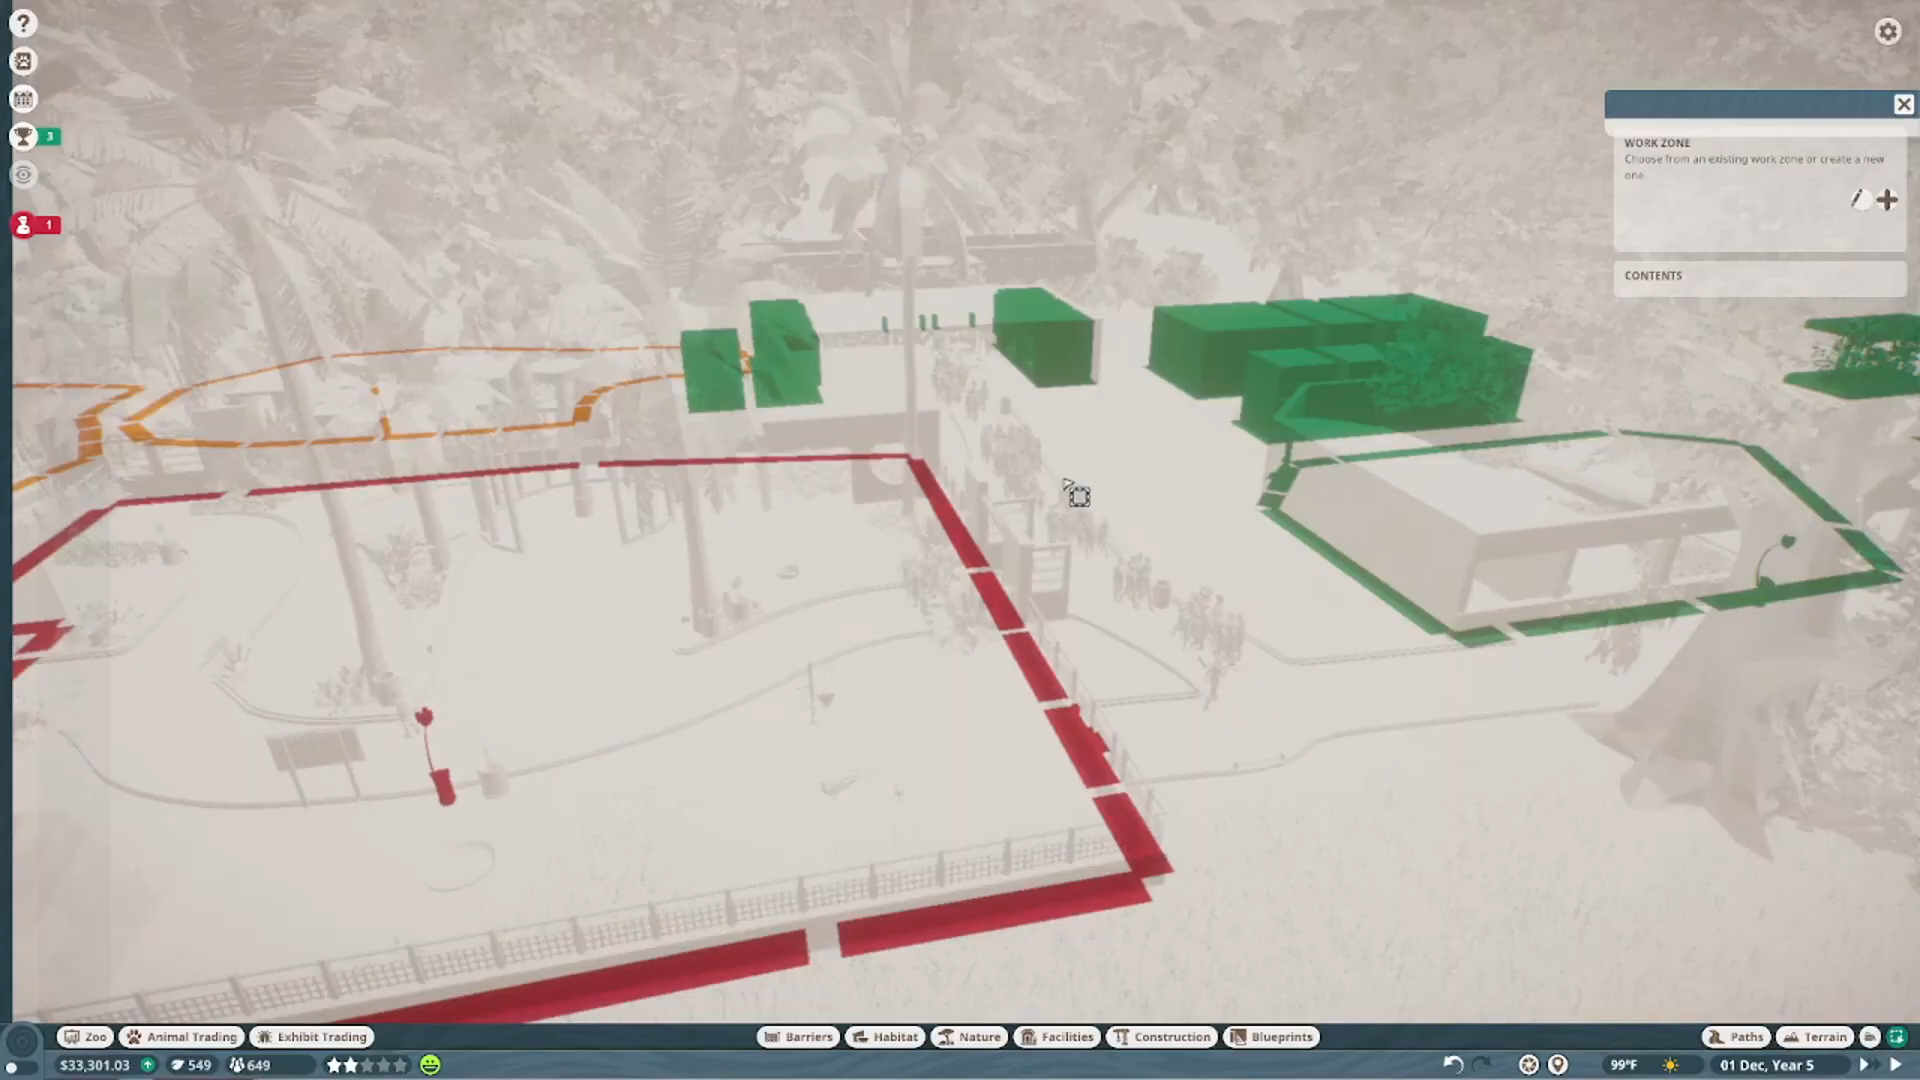 ?
3
1
WORK ZONE
Choose from an existing work zone or create a new
one
CONTENTS
Zoo
Animal Trading
Exhibit Trading
Barriers
Habitat
Nature
Facilities
Construction
Blueprints
Paths
Terrain
$33,301.03
549
649
99°F
01 Dec, Year 5